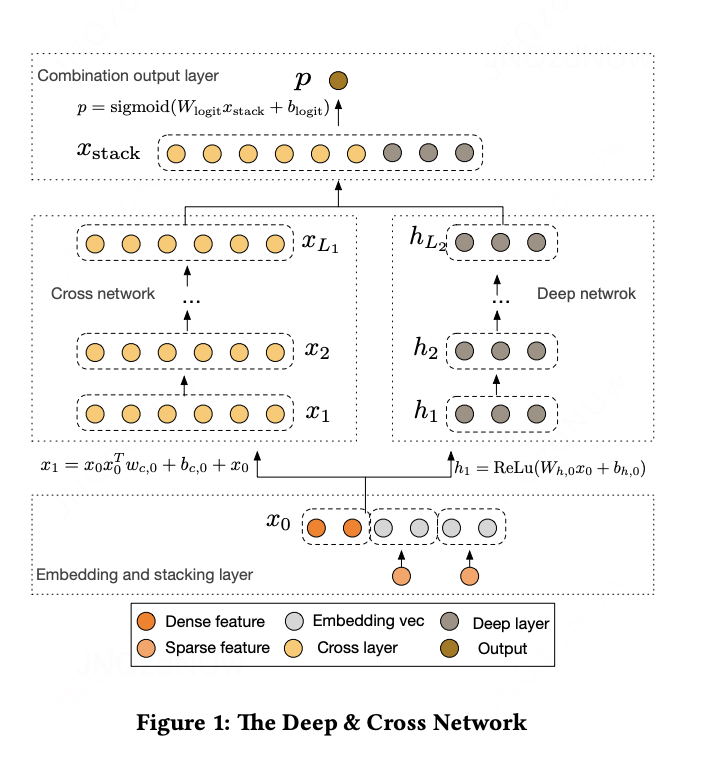 Combination output layer
p
p = sigmoid(W_logit x_stack + b_logit)
x_stack
x_{L_1}
h_{L_2}
Cross network
...
...
Deep netwrok
x_2
h_2
x_1
h_1
x_1 = x_0 x_0^T w_{c,0} + b_{c,0} + x_0
h_1 = ReLu(W_{h,0} x_0 + b_{h,0})
x_0
Embedding and stacking layer
Dense feature
Embedding vec
Deep layer
Sparse feature
Cross layer
Output
Figure 1: The Deep & Cross Network